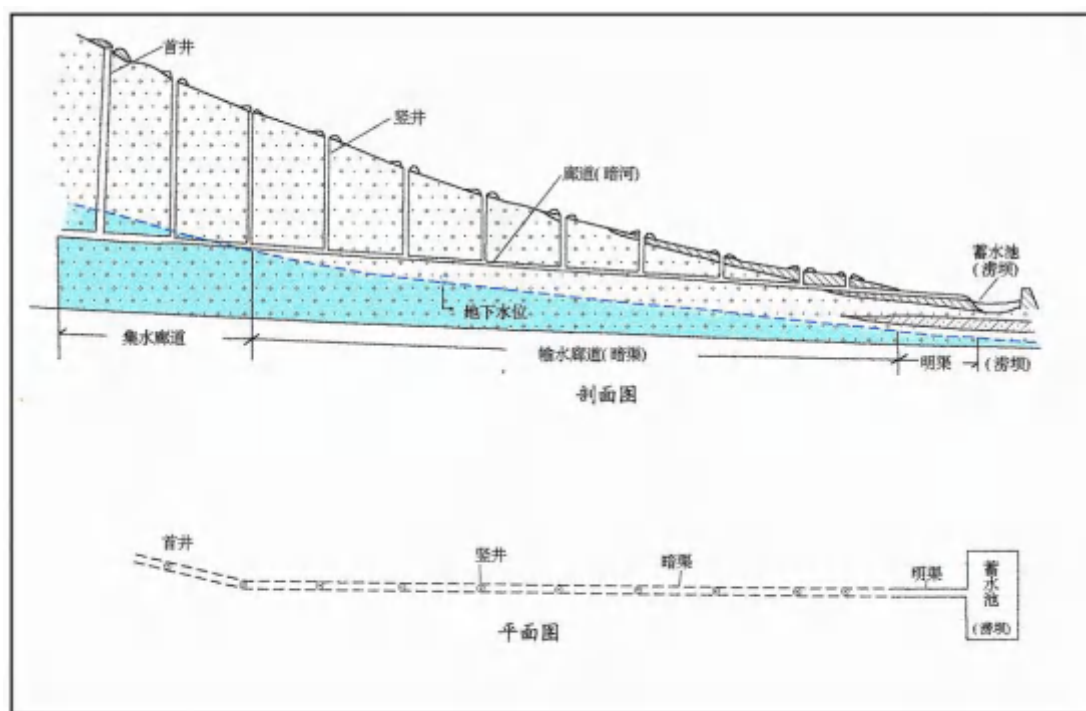 首井
竖井
廊道(暗河)
蓄水池
(涝坝)
地下水位
集水廊道
输水廊道(暗渠)
明渠
(涝坝)
剖面图
首井
竖井
暗渠
明渠
蓄水池
(涝坝)
平面图